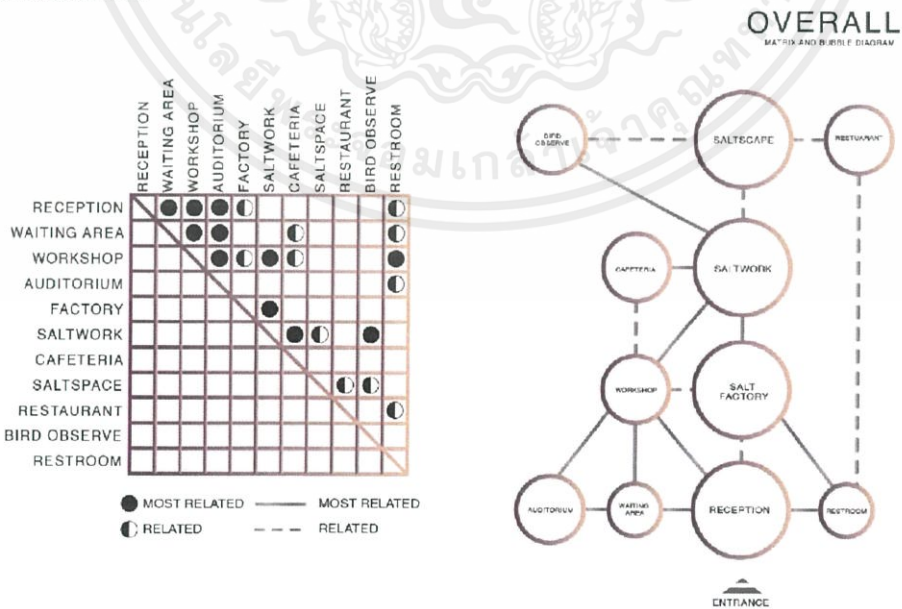 OVERALL
MATRIX AND BUBBLE DIAGRAM
RECEPTION
WAITING AREA
WORKSHOP
AUDITORIUM
FACTORY
SALTWORK
CAFETERIA
SALTSPACE
RESTAURANT
BIRD OBSERVE
RESTROOM
RECEPTION
WAITING AREA
WORKSHOP
AUDITORIUM
FACTORY
SALTWORK
CAFETERIA
SALTSPACE
RESTAURANT
BIRD OBSERVE
RESTROOM
MOST RELATED
MOST RELATED
RELATED
RELATED
BIRD
OBSERVE
SALTSCAPE
RESTUARANT
CAFETERIA
SALTWORK
WORKSHOP
SALT
FACTORY
AUDITORIUM
WAITING
AREA
RECEPTION
RESTROOM
ENTRANCE